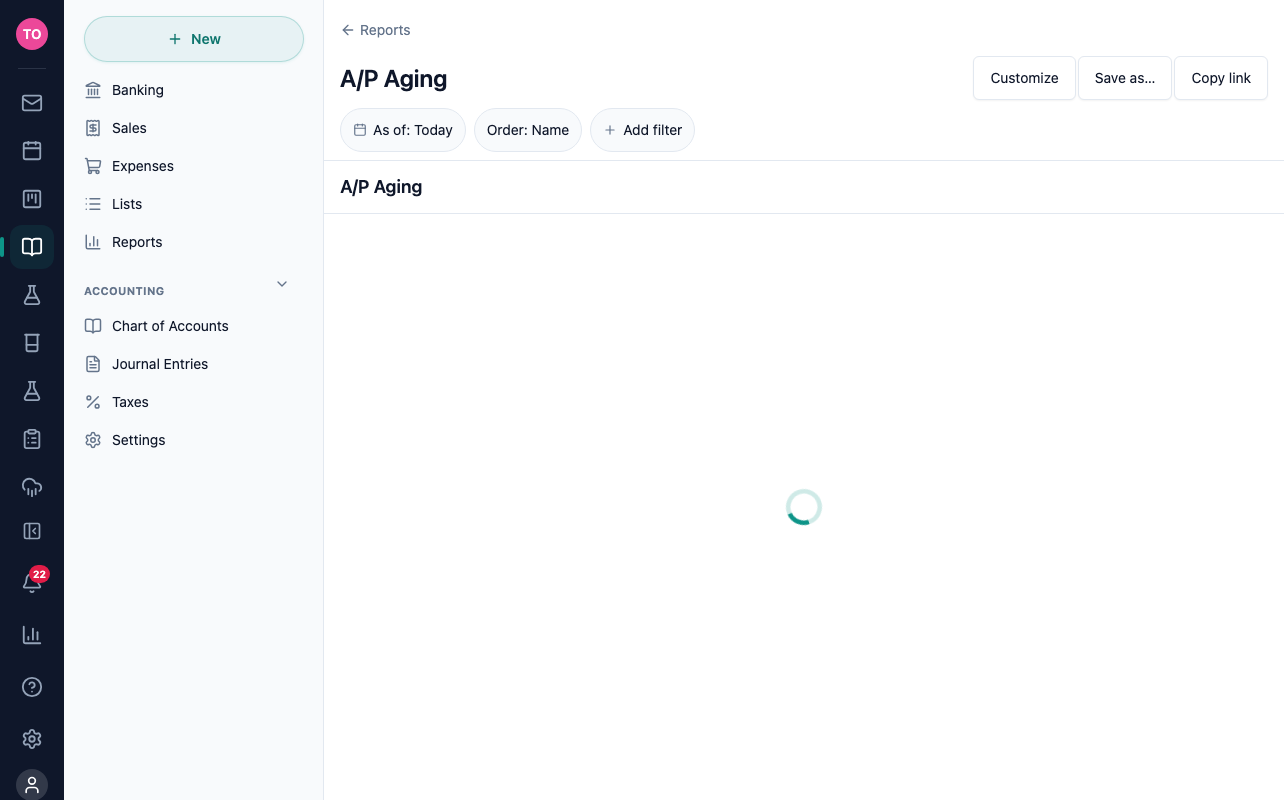 TO
New
Banking
Sales
Expenses
Lists
Reports
ACCOUNTING
Chart of Accounts
Journal Entries
Taxes
Settings
22
Reports
A/P Aging
Customize
Save as...
Copy link
As of: Today
Order: Name
Add filter
A/P Aging